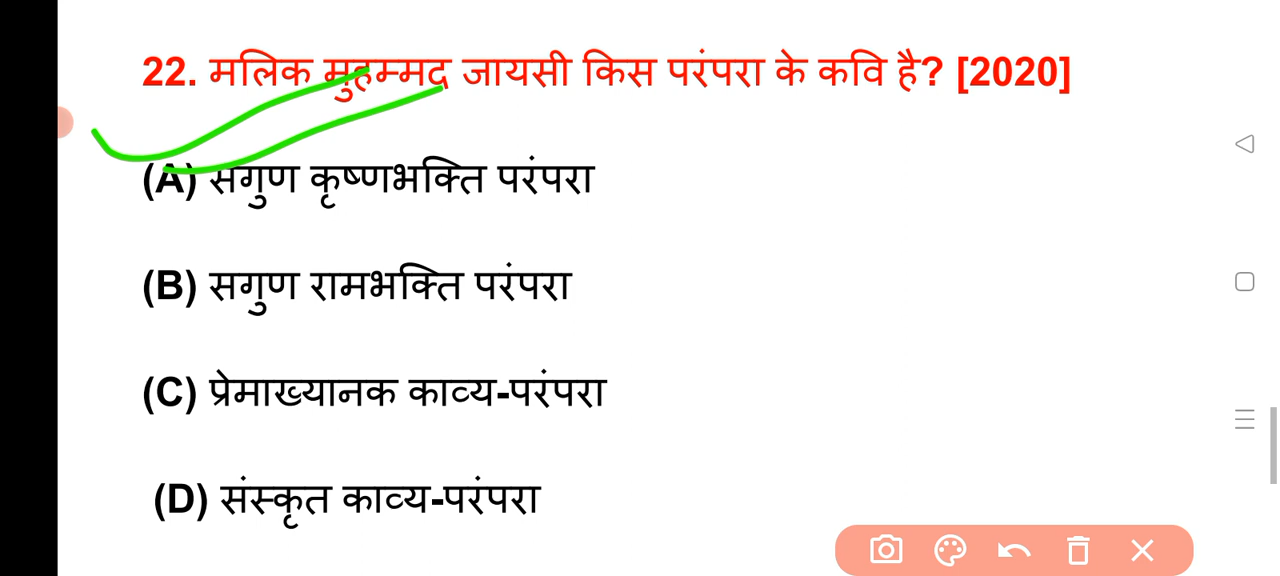 22. मलिक मुहम्मद जायसी किस परंपरा के कवि है? [2020]
(A) सगुण कृष्णभक्ति परंपरा
(B) सगुण रामभक्ति परंपरा
(C) प्रेमाख्यानक काव्य-परंपरा
(D) संस्कृत काव्य-परंपरा